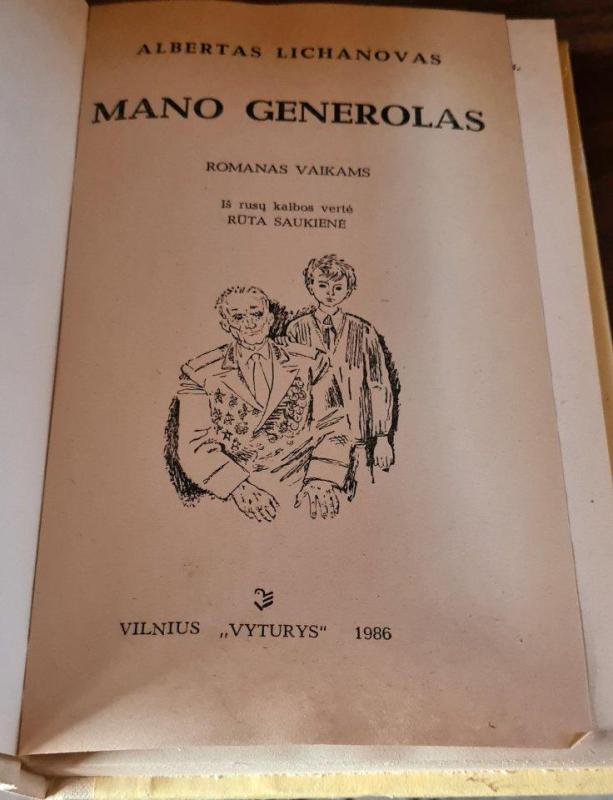 ALBERTAS LICHANOVAS
MANO GENEROLAS
ROMANAS VAIKAMS
Iš rusų kalbos vertė
RŪTA SAUKIENĖ
VILNIUS „VYTURYS“ 1986